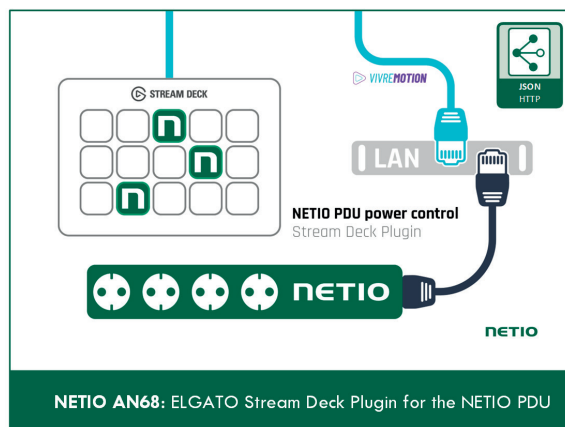 STREAM DECK
n
n
n
VIVREMOTION
JSON
HTTP
LAN
NETIO PDU power control
Stream Deck Plugin
NETIO
NETIO
NETIO AN68: ELGATO Stream Deck Plugin for the NETIO PDU